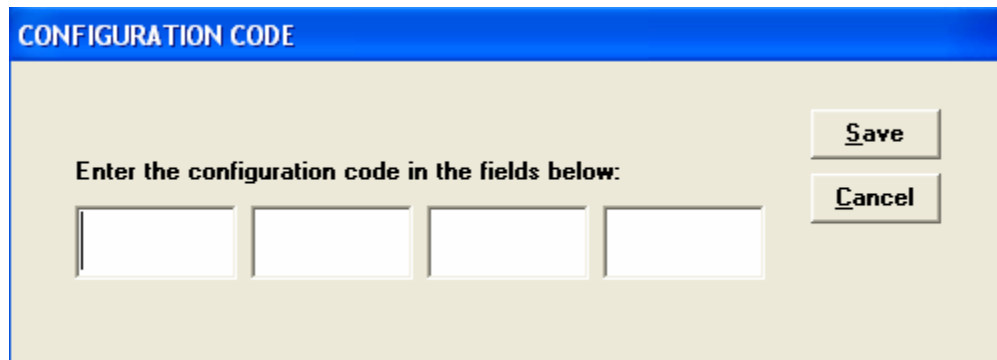 CONFIGURATION CODE
Save
Enter the configuration code in the fields below:
Cancel